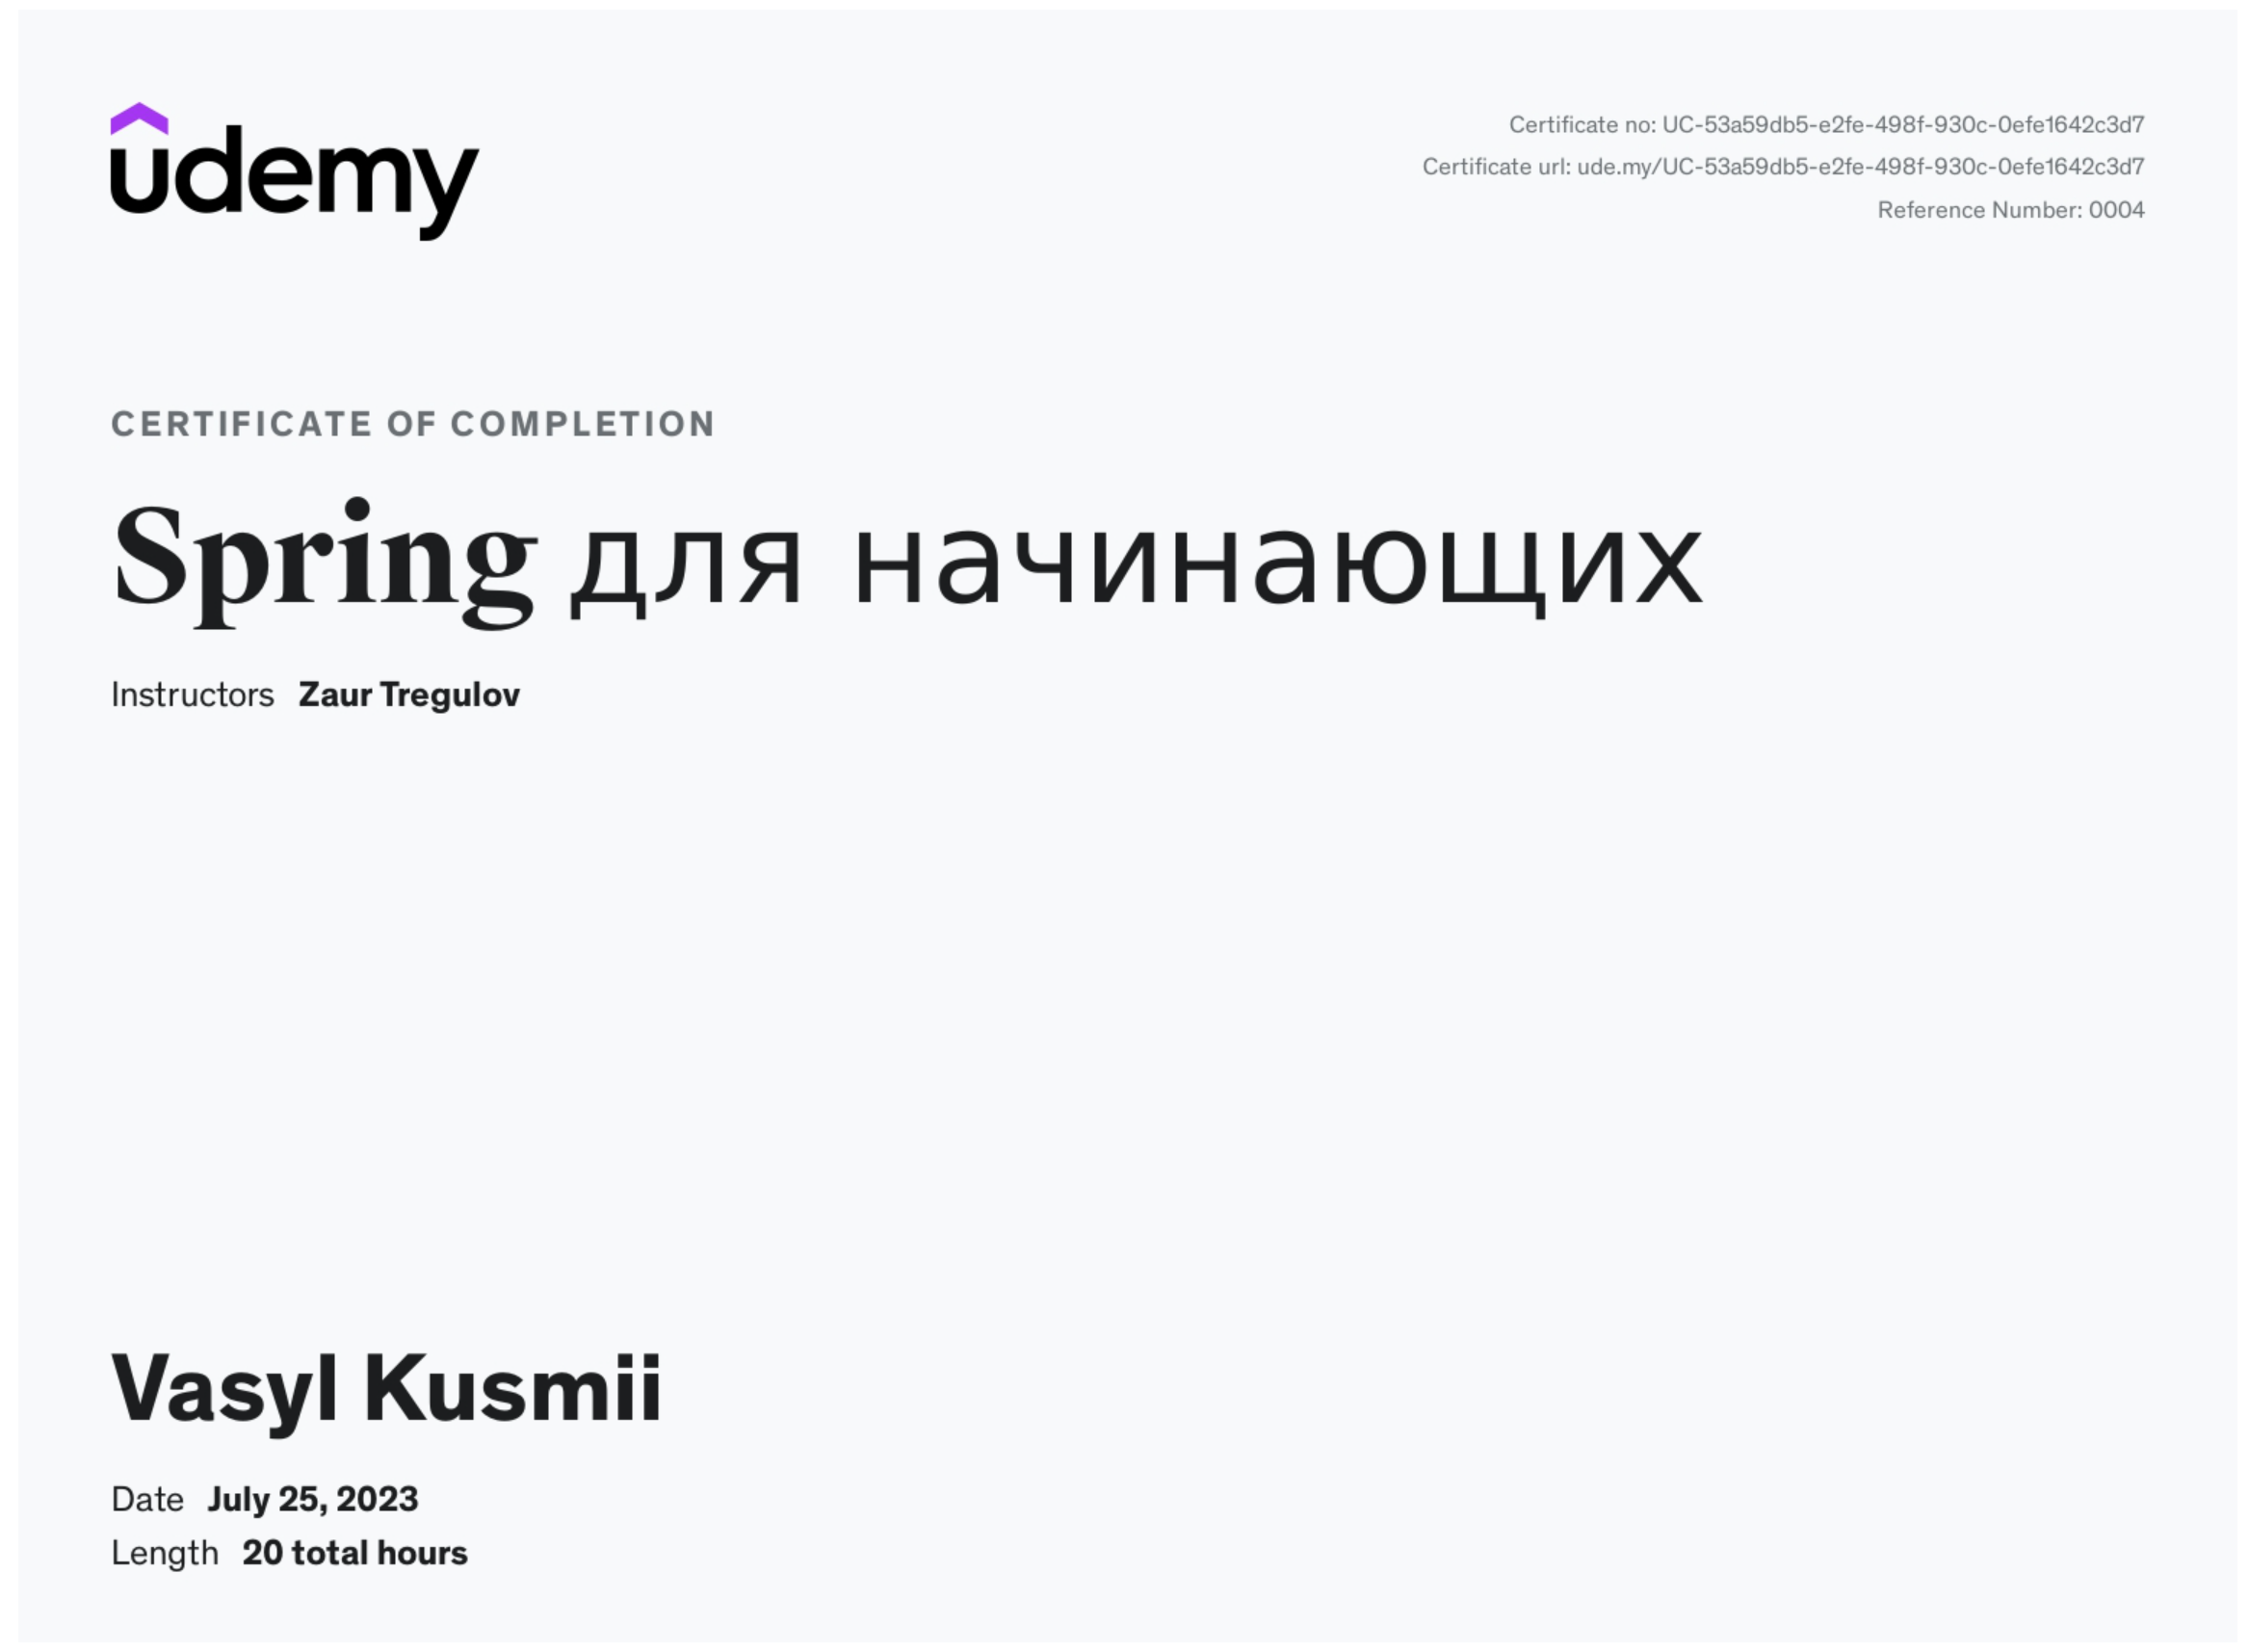 udemy
Certificate no: UC-53a59db5-e2fe-498f-930c-0efe1642c3d7
Certificate url: ude.my/UC-53a59db5-e2fe-498f-930c-0efe1642c3d7
Reference Number: 0004
CERTIFICATE OF COMPLETION
Spring для начинающих
Instructors Zaur Tregulov
Vasyl Kusmii
Date July 25, 2023
Length 20 total hours